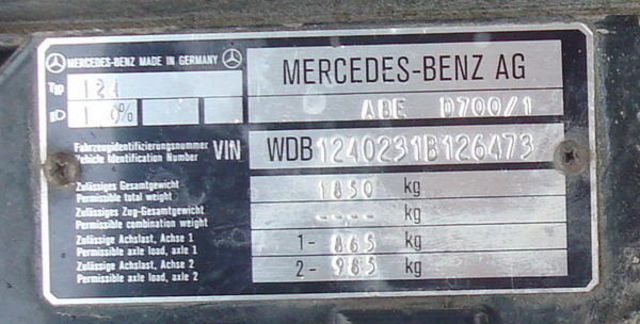 MERCEDES-BENZ MADE IN GERMANY
MERCEDES-BENZ AG
Typ 124
ABE D700/1
1 0%
Fahrzeugidentifizierungsnummer
Vehicle Identification Number
VIN WDB1240231B126473
Zulässiges Gesamtgewicht
Permissible total weight
1850 kg
Zulässiges Zug-Gesamtgewicht
Permissible combination weight
---- kg
Zulässige Achslast, Achse 1
Permissible axle load, axle 1
1- 865 kg
Zulässige Achslast, Achse 2
Permissible axle load, axle 2
2- 985 kg